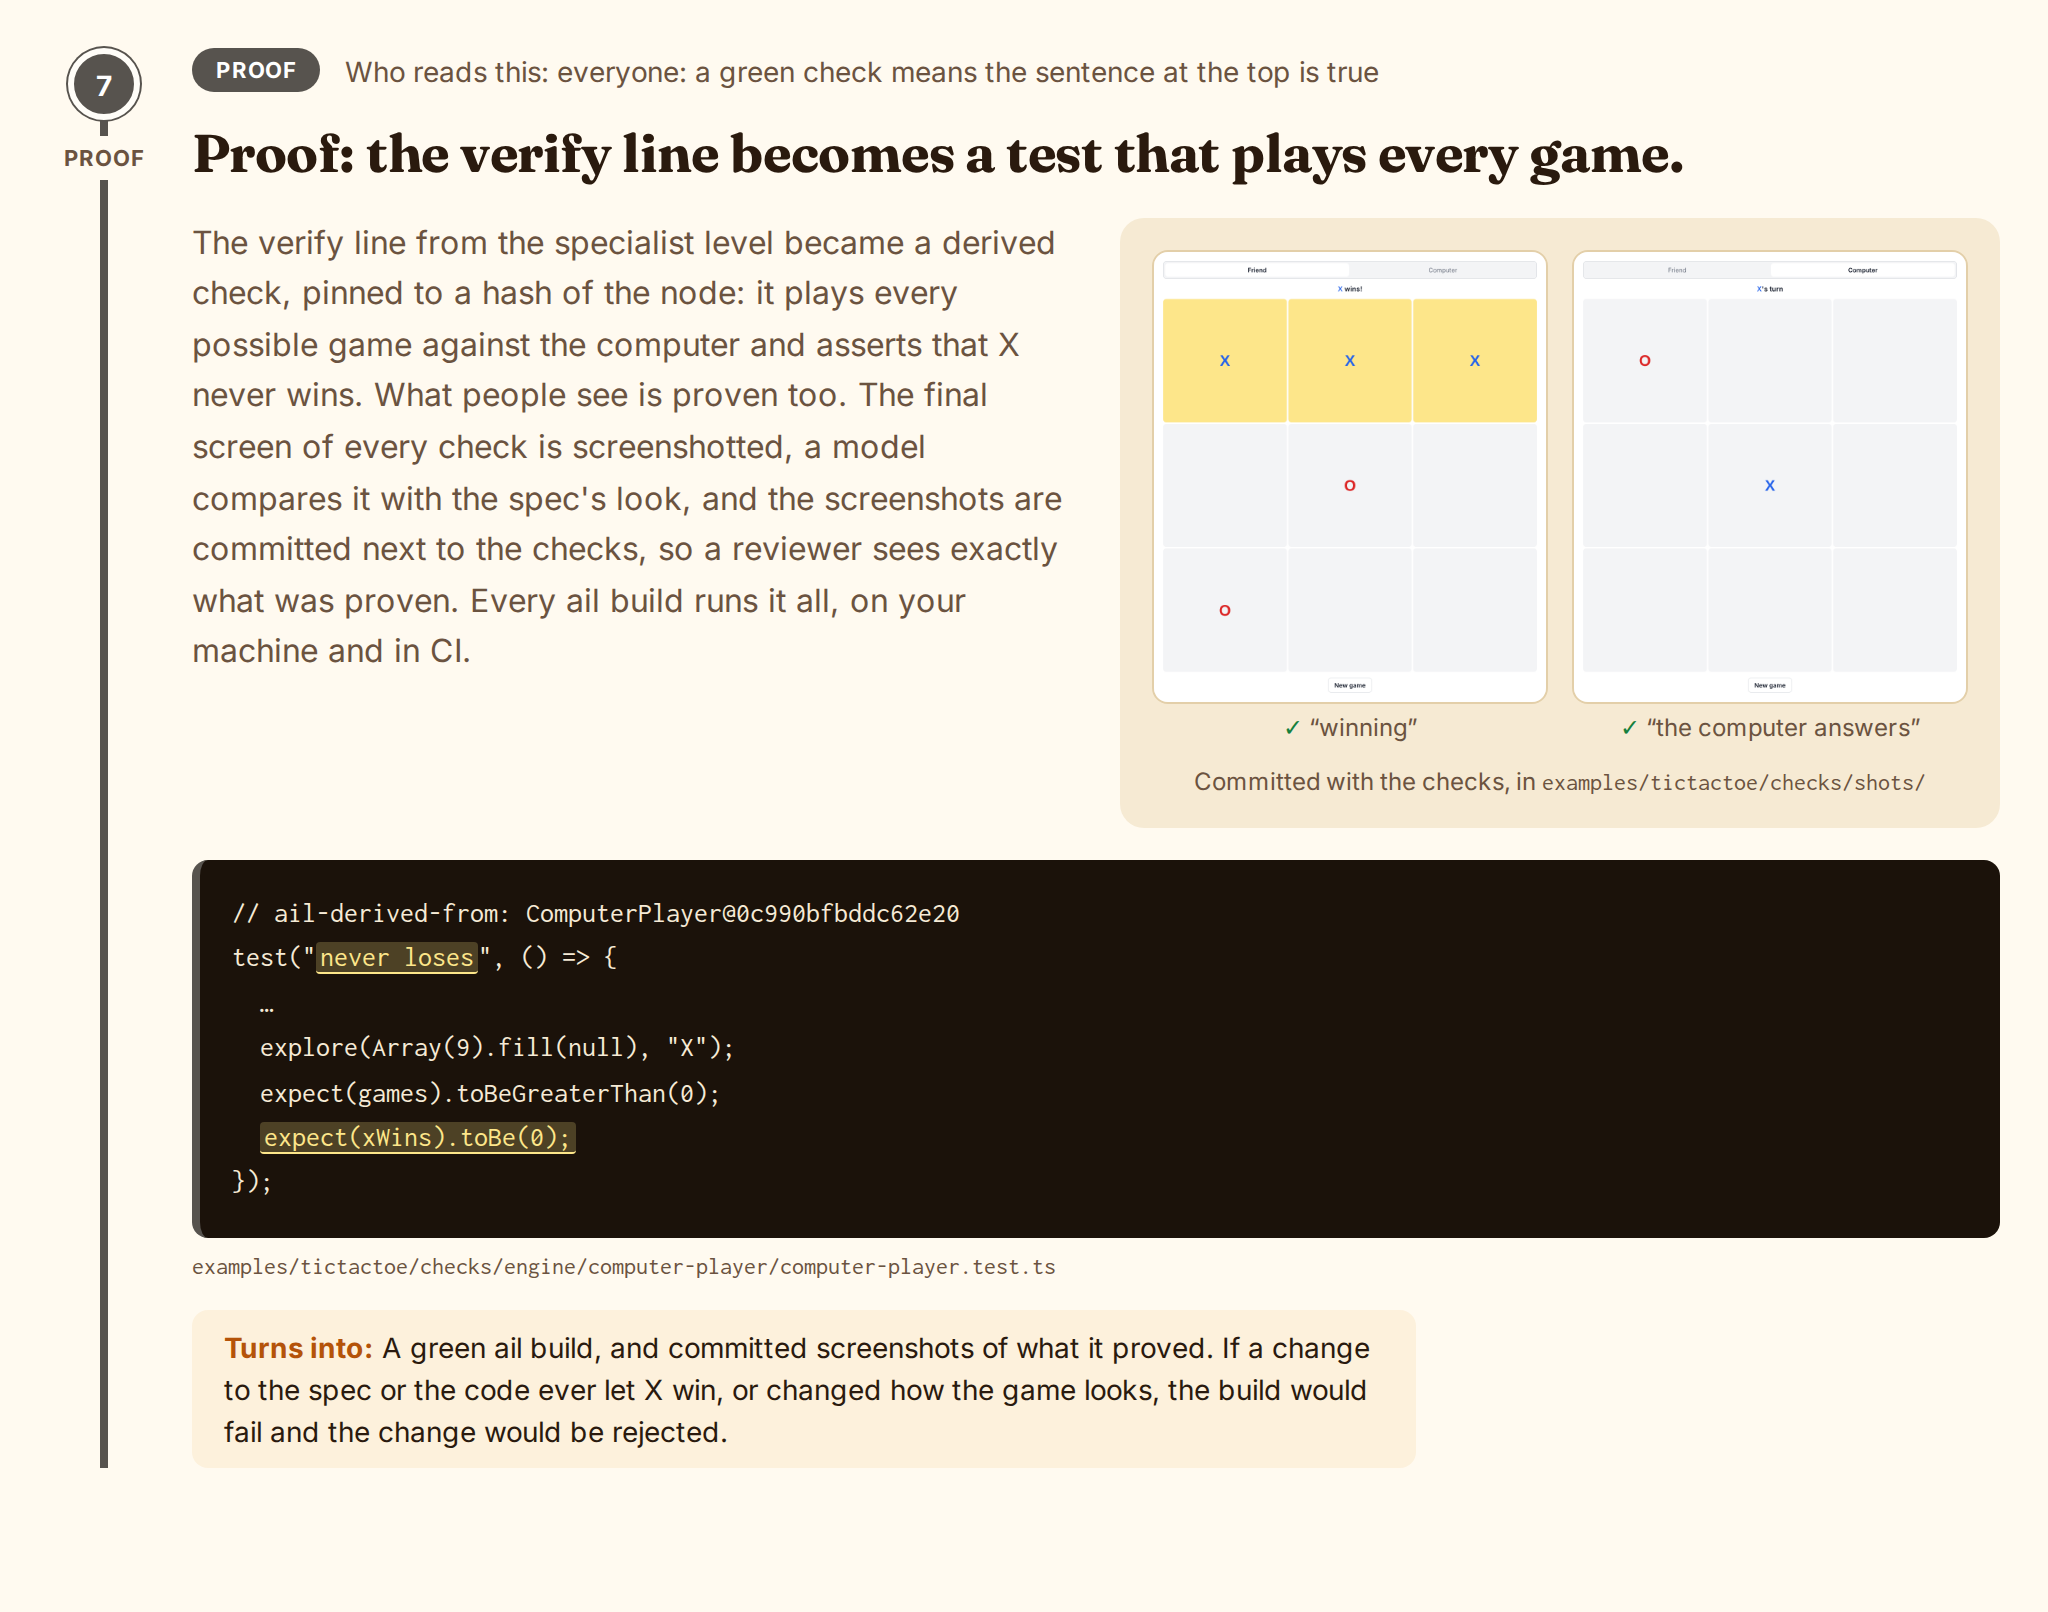 7
PROOF
PROOF
Who reads this: everyone: a green check means the sentence at the top is true
Proof: the verify line becomes a test that plays every game.
The verify line from the specialist level became a derived
check, pinned to a hash of the node: it plays every
possible game against the computer and asserts that X
never wins. What people see is proven too. The final
screen of every check is screenshotted, a model
compares it with the spec's look, and the screenshots are
committed next to the checks, so a reviewer sees exactly
what was proven. Every ail build runs it all, on your
machine and in CI.
Friend Computer
X wins!
X X X
O
O
New game
✓ “winning”
Friend Computer
X's turn
O
X
New game
✓ “the computer answers”
Committed with the checks, in examples/tictactoe/checks/shots/
// ail-derived-from: ComputerPlayer@0c990bfbddc62e20
test("never loses", () => {
…
explore(Array(9).fill(null), "X");
expect(games).toBeGreaterThan(0);
expect(xWins).toBe(0);
});
examples/tictactoe/checks/engine/computer-player/computer-player.test.ts
Turns into: A green ail build, and committed screenshots of what it proved. If a change
to the spec or the code ever let X win, or changed how the game looks, the build would
fail and the change would be rejected.